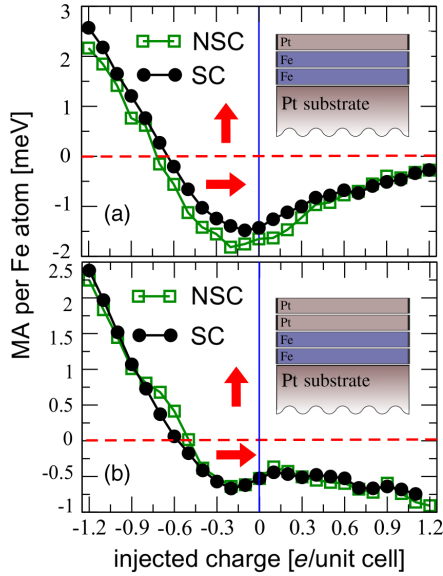 MA per Fe atom [meV]
3
2
1
0
-1
-2
NSC
SC
(a)
Pt
Fe
Fe
Pt substrate
2.5
2
1.5
1
0.5
0
-0.5
-1
NSC
SC
(b)
Pt
Pt
Fe
Fe
Pt substrate
-1.2 -0.9 -0.6 -0.3 0 0.3 0.6 0.9 1.2
injected charge [e/unit cell]